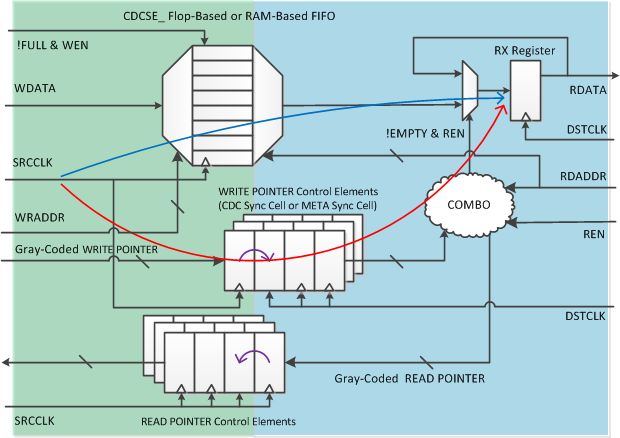 CDCSE_ Flop-Based or RAM-Based FIFO
!FULL & WEN
RX Register
WDATA
RDATA
!EMPTY & REN
DSTCLK
SRCCLK
RDADDR
WRITE POINTER Control Elements
(CDC Sync Cell or META Sync Cell)
COMBO
WRADDR
REN
Gray-Coded WRITE POINTER
DSTCLK
Gray-Coded READ POINTER
SRCCLK
READ POINTER Control Elements